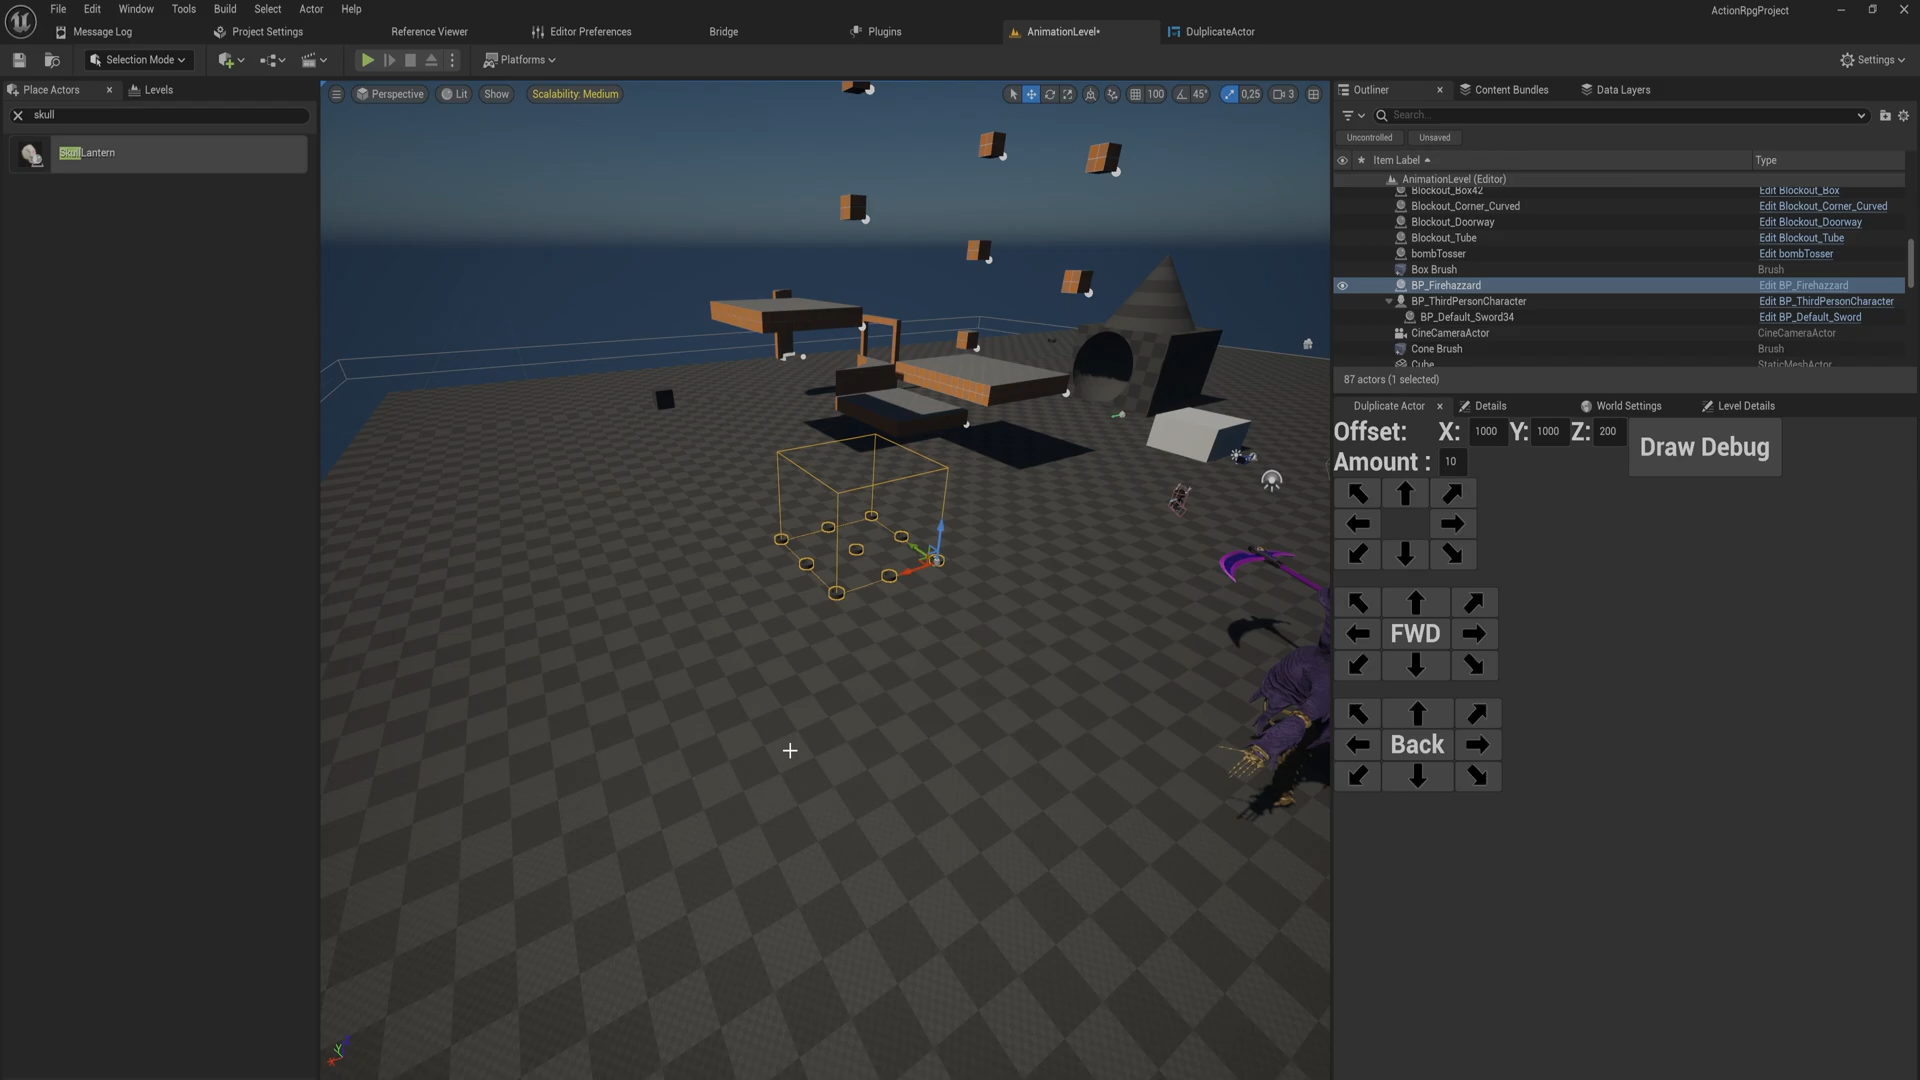 File Edit Window Tools Build Select Actor Help
ActionRpgProject
Message Log
Project Settings
Reference Viewer
Editor Preferences
Bridge
Plugins
AnimationLevel*
DulplicateActor
Selection Mode
Platforms
Settings
Place Actors
Levels
skull
SkullLantern
Perspective
Lit
Show
Scalability: Medium
100
45°
0,25
3
Outliner
Content Bundles
Data Layers
Search...
Uncontrolled
Unsaved
Item Label
Type
AnimationLevel (Editor)
Blockout_Box42 Edit Blockout_Box
Blockout_Corner_Curved Edit Blockout_Corner_Curved
Blockout_Doorway Edit Blockout_Doorway
Blockout_Tube Edit Blockout_Tube
bombTosser Edit bombTosser
Box Brush Brush
BP_Firehazzard Edit BP_Firehazzard
BP_ThirdPersonCharacter Edit BP_ThirdPersonCharacter
BP_Default_Sword34 Edit BP_Default_Sword
CineCameraActor CineCameraActor
Cone Brush Brush
Cube StaticMeshActor
87 actors (1 selected)
Dulplicate Actor
Details
World Settings
Level Details
Offset: X: 1000 Y: 1000 Z: 200
Draw Debug
Amount : 10
FWD
Back